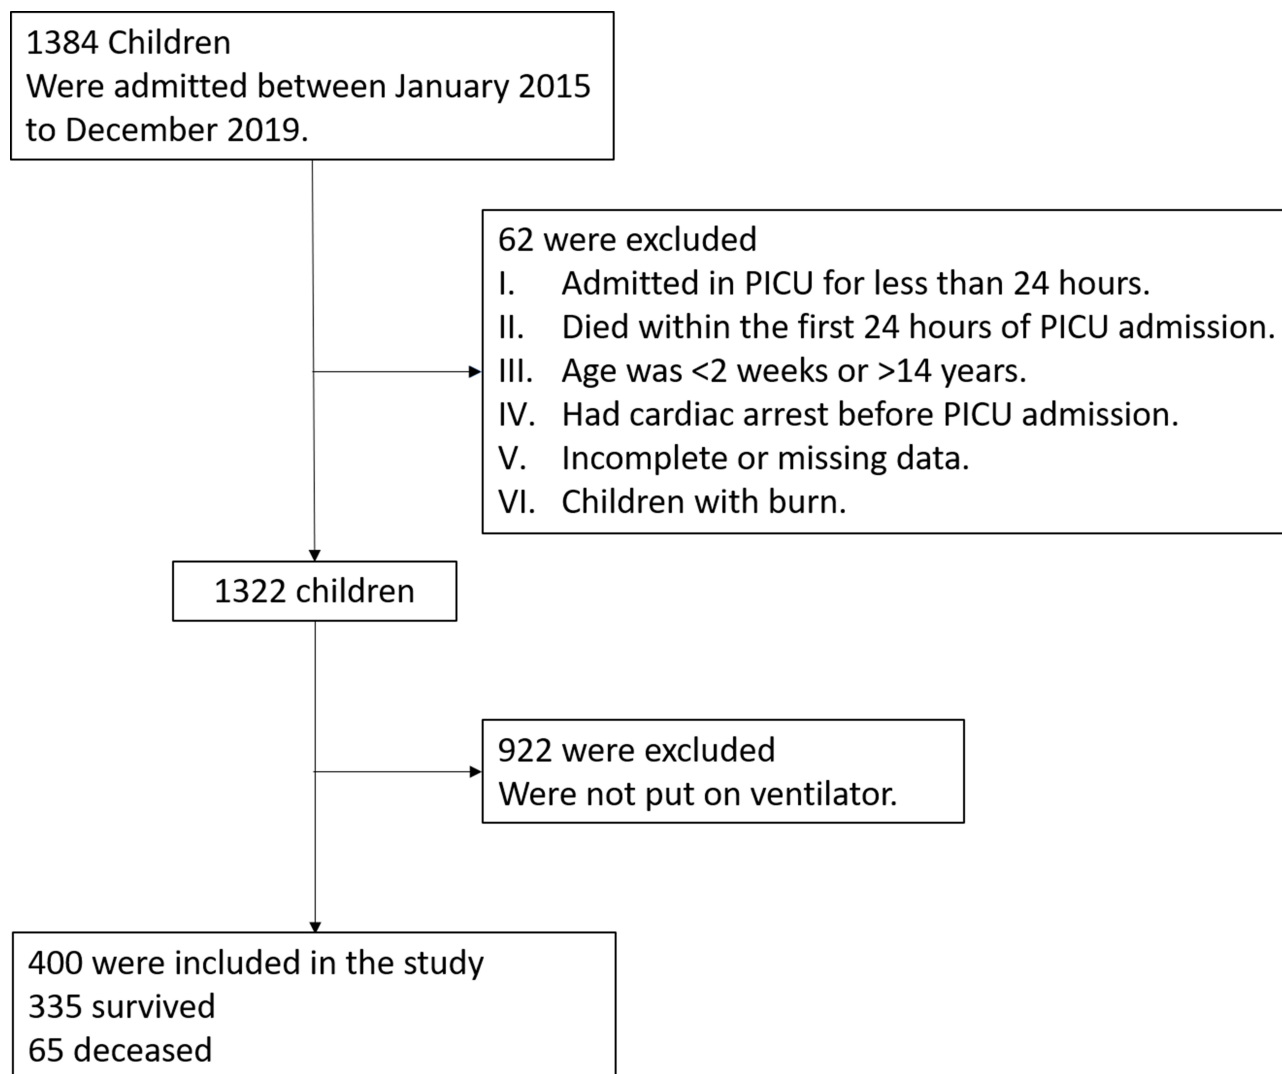 1384 Children
Were admitted between January 2015
to December 2019.
62 were excluded
I. Admitted in PICU for less than 24 hours.
II. Died within the first 24 hours of PICU admission.
III. Age was <2 weeks or >14 years.
IV. Had cardiac arrest before PICU admission.
V. Incomplete or missing data.
VI. Children with burn.
1322 children
922 were excluded
Were not put on ventilator.
400 were included in the study
335 survived
65 deceased